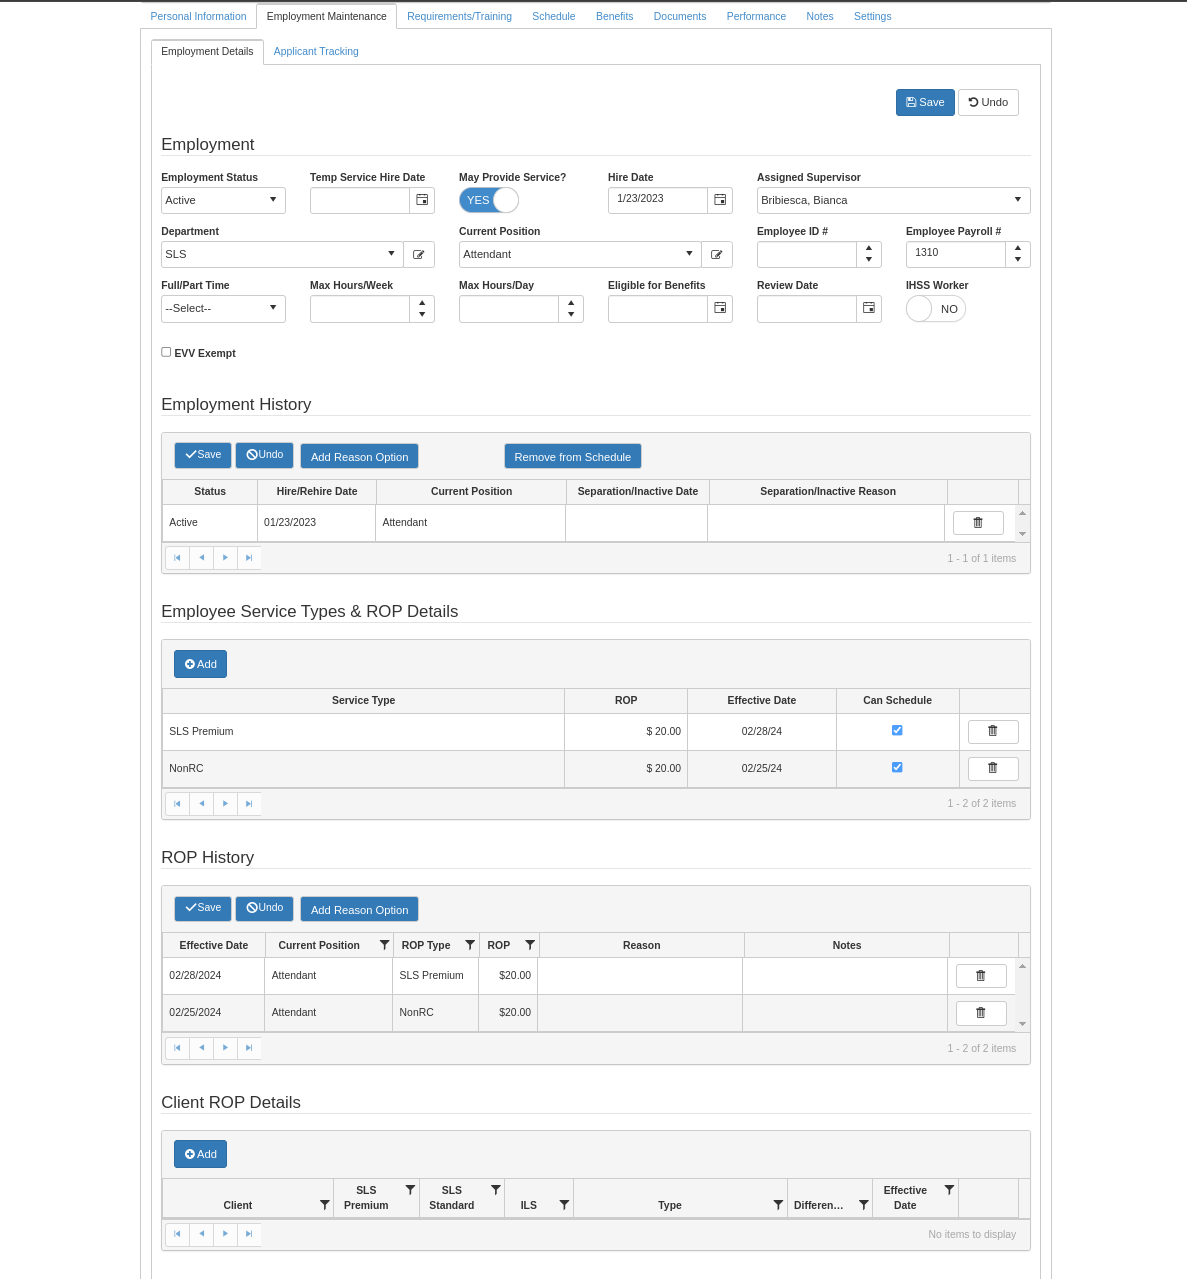 Personal Information Employment Maintenance Requirements/Training Schedule Benefits Documents Performance Notes Settings
Employment Details Applicant Tracking
Save Undo
Employment
Employment Status Temp Service Hire Date May Provide Service? Hire Date Assigned Supervisor
Active YES 1/23/2023 Bribiesca, Bianca
Department Current Position Employee ID # Employee Payroll #
SLS Attendant 1310
Full/Part Time Max Hours/Week Max Hours/Day Eligible for Benefits Review Date IHSS Worker
--Select-- NO
EVV Exempt
Employment History
Save Undo Add Reason Option Remove from Schedule
Status Hire/Rehire Date Current Position Separation/Inactive Date Separation/Inactive Reason
Active 01/23/2023 Attendant
1 - 1 of 1 items
Employee Service Types & ROP Details
Add
Service Type ROP Effective Date Can Schedule
SLS Premium $ 20.00 02/28/24
NonRC $ 20.00 02/25/24
1 - 2 of 2 items
ROP History
Save Undo Add Reason Option
Effective Date Current Position ROP Type ROP Reason Notes
02/28/2024 Attendant SLS Premium $20.00
02/25/2024 Attendant NonRC $20.00
1 - 2 of 2 items
Client ROP Details
Add
SLS SLS Effective
Client Premium Standard ILS Type Differen... Date
No items to display